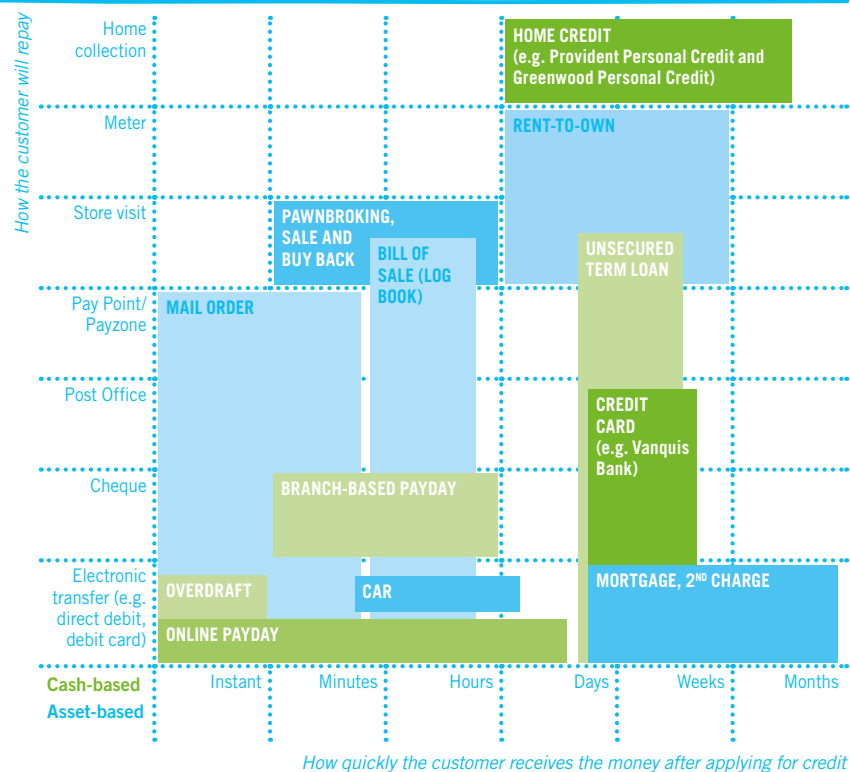 How the customer will repay
Home
collection
HOME CREDIT
(e.g. Provident Personal Credit and
Greenwood Personal Credit)
Meter
RENT-TO-OWN
Store visit
PAWNBROKING,
SALE AND
BUY BACK
BILL OF
SALE (LOG
BOOK)
UNSECURED
TERM LOAN
Pay Point/
Payzone
MAIL ORDER
Post Office
CREDIT
CARD
(e.g. Vanquis
Bank)
Cheque
BRANCH-BASED PAYDAY
Electronic
transfer (e.g.
direct debit,
debit card)
OVERDRAFT
CAR
MORTGAGE, 2ND CHARGE
ONLINE PAYDAY
Cash-based
Asset-based
Instant
Minutes
Hours
Days
Weeks
Months
How quickly the customer receives the money after applying for credit